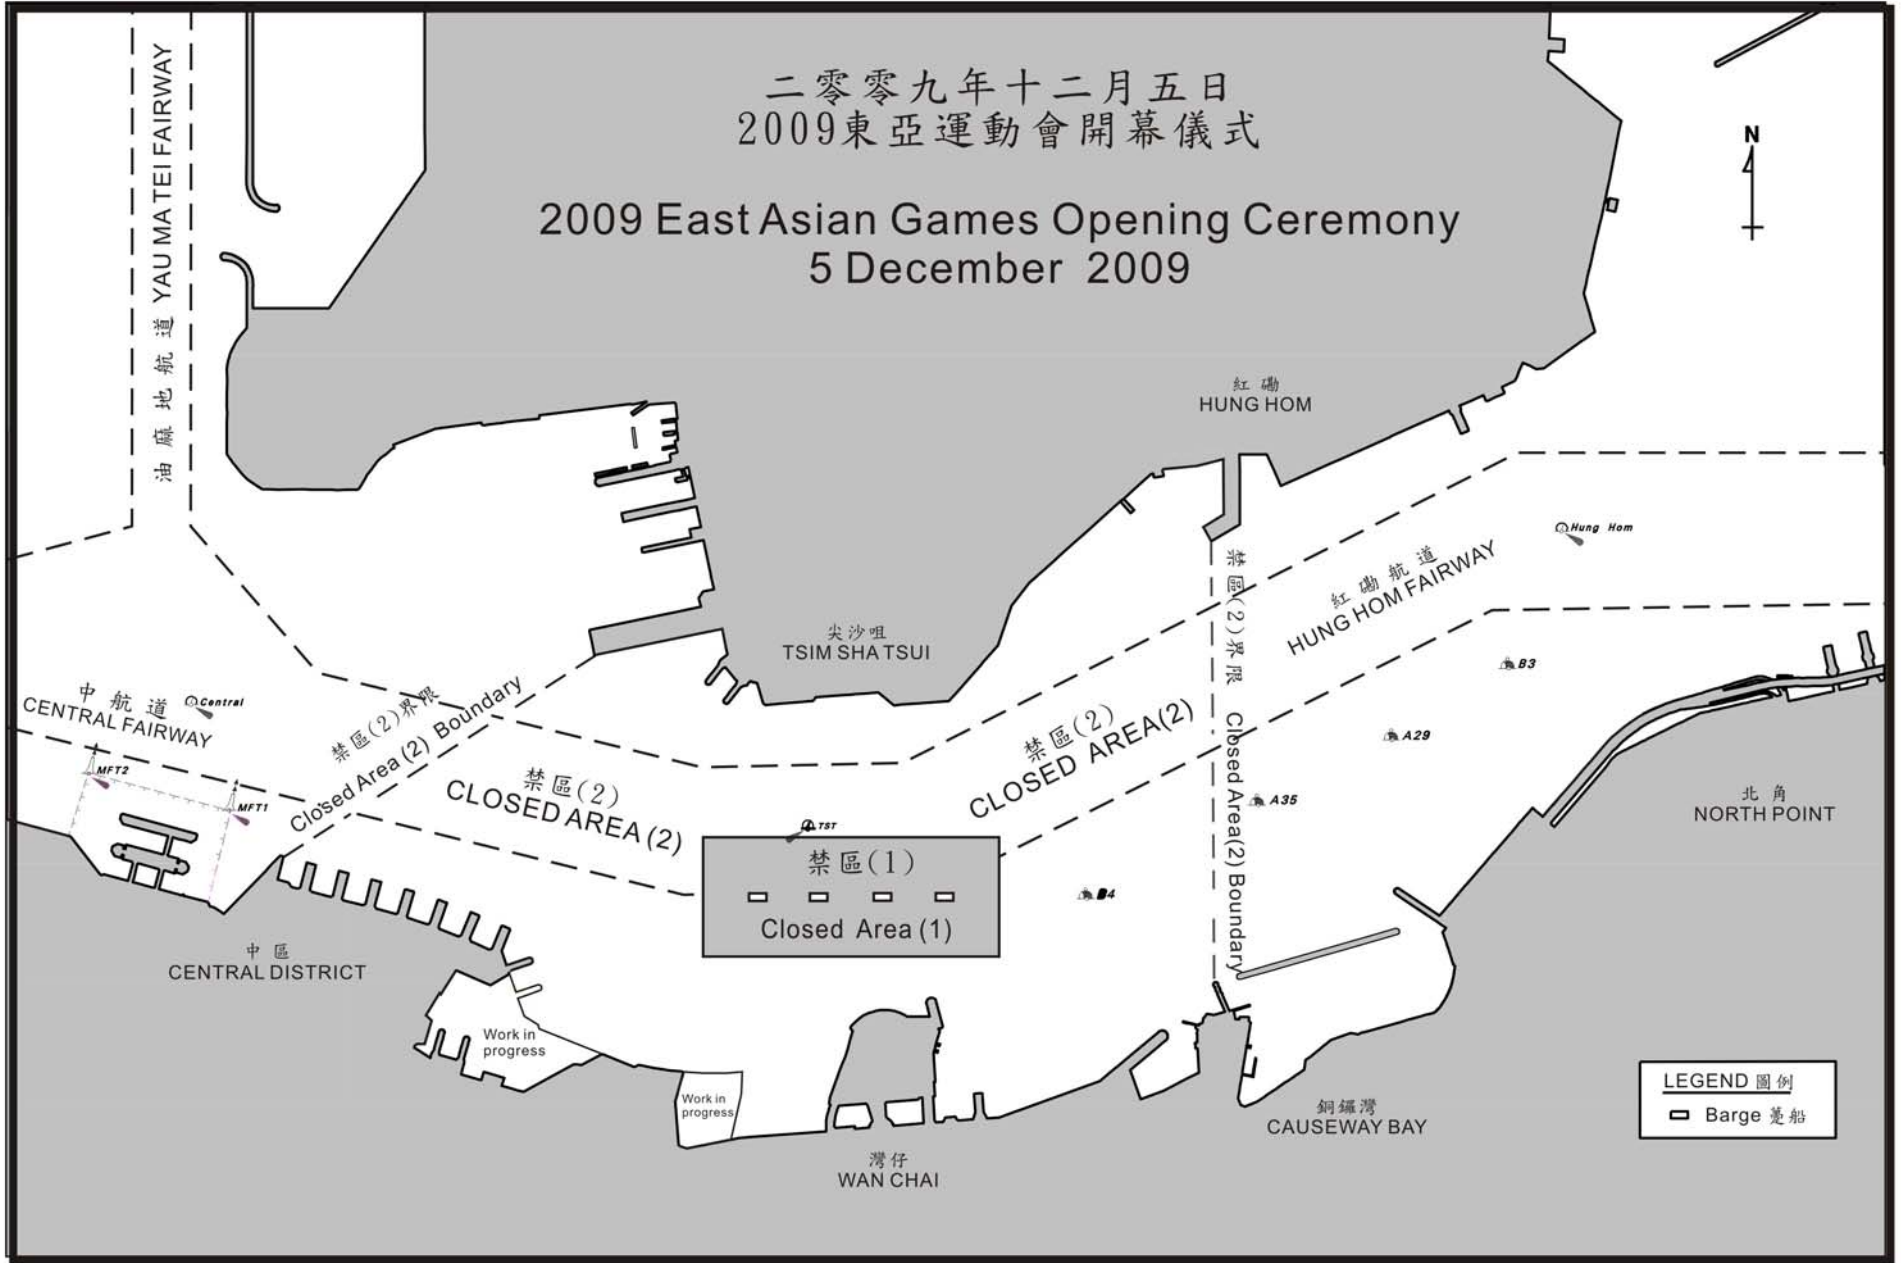 二零零九年十二月五日
2009東亞運動會開幕儀式
2009 East Asian Games Opening Ceremony
5 December 2009
N
油麻地航道 YAU MA TEI FAIRWAY
紅磡
HUNG HOM
Hung Hom
紅磡航道
HUNG HOM FAIRWAY
尖沙咀
TSIM SHA TSUI
中航道
CENTRAL FAIRWAY
Central
MFT2
MFT1
禁區(2)界限
Closed Area (2) Boundary
禁區(2)
CLOSED AREA (2)
禁區(2)
CLOSED AREA(2)
禁區(2)界限 Closed Area(2) Boundary
B3
A29
A35
B4
TST
禁區(1)
Closed Area (1)
北角
NORTH POINT
中區
CENTRAL DISTRICT
Work in
progress
Work in
progress
灣仔
WAN CHAI
銅鑼灣
CAUSEWAY BAY
LEGEND 圖例
Barge 躉船